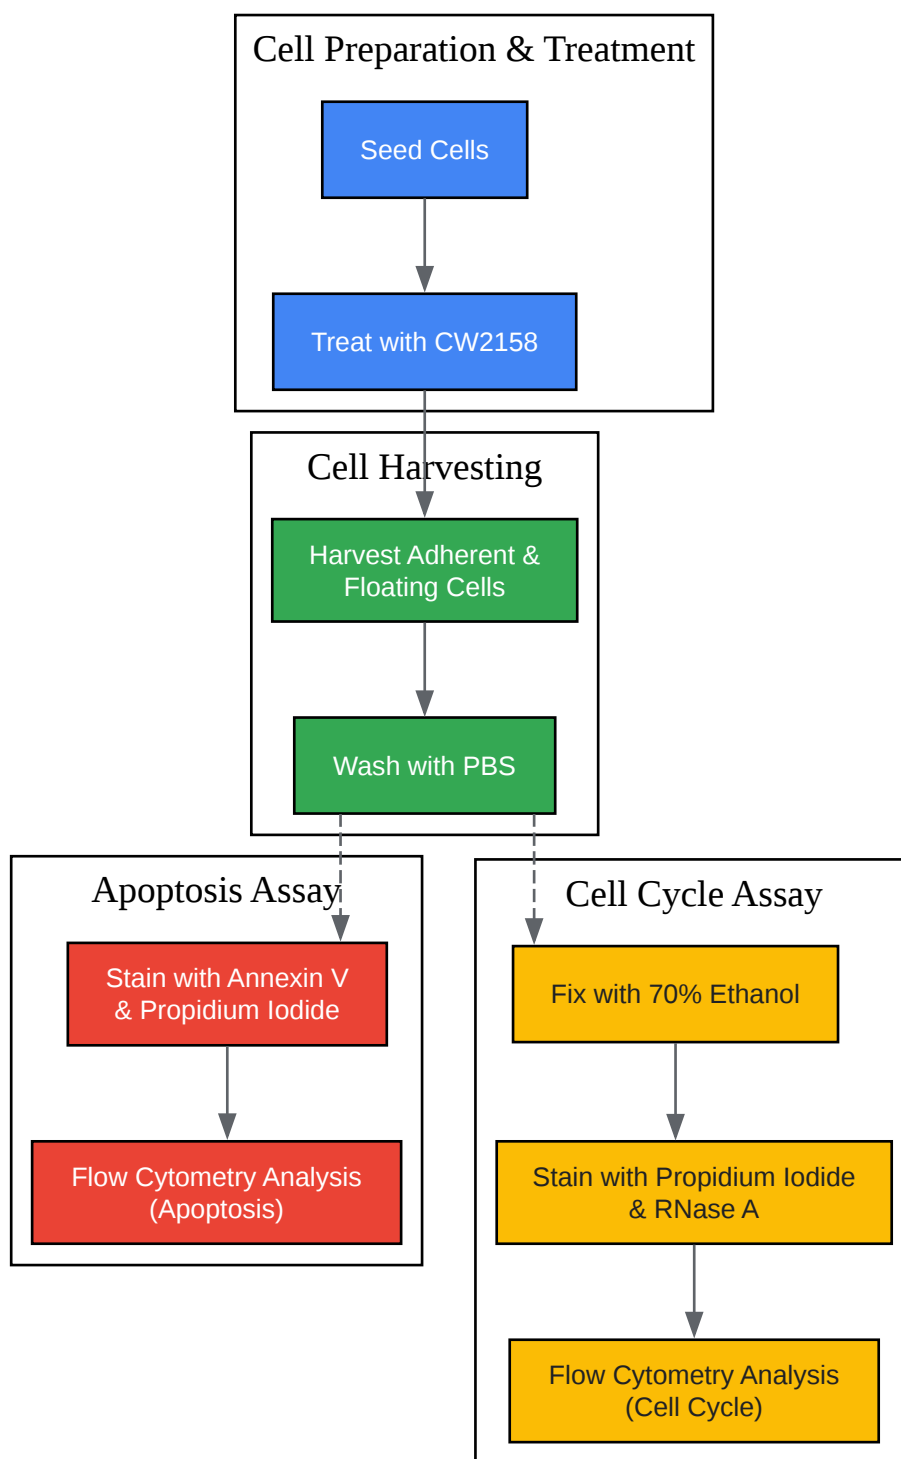 Cell Preparation & Treatment
Seed Cells
Treat with CW2158
Cell Harvesting
Harvest Adherent &
Floating Cells
Wash with PBS
Apoptosis Assay
Stain with Annexin V
& Propidium Iodide
Flow Cytometry Analysis
(Apoptosis)
Cell Cycle Assay
Fix with 70% Ethanol
Stain with Propidium Iodide
& RNase A
Flow Cytometry Analysis
(Cell Cycle)